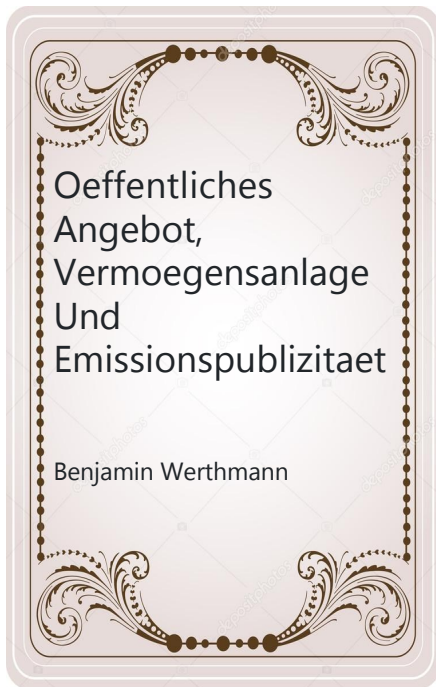 Oeffentliches
Angebot,
Vermoegensanlage
Und
Emissionspublizitaet
Benjamin Werthmann